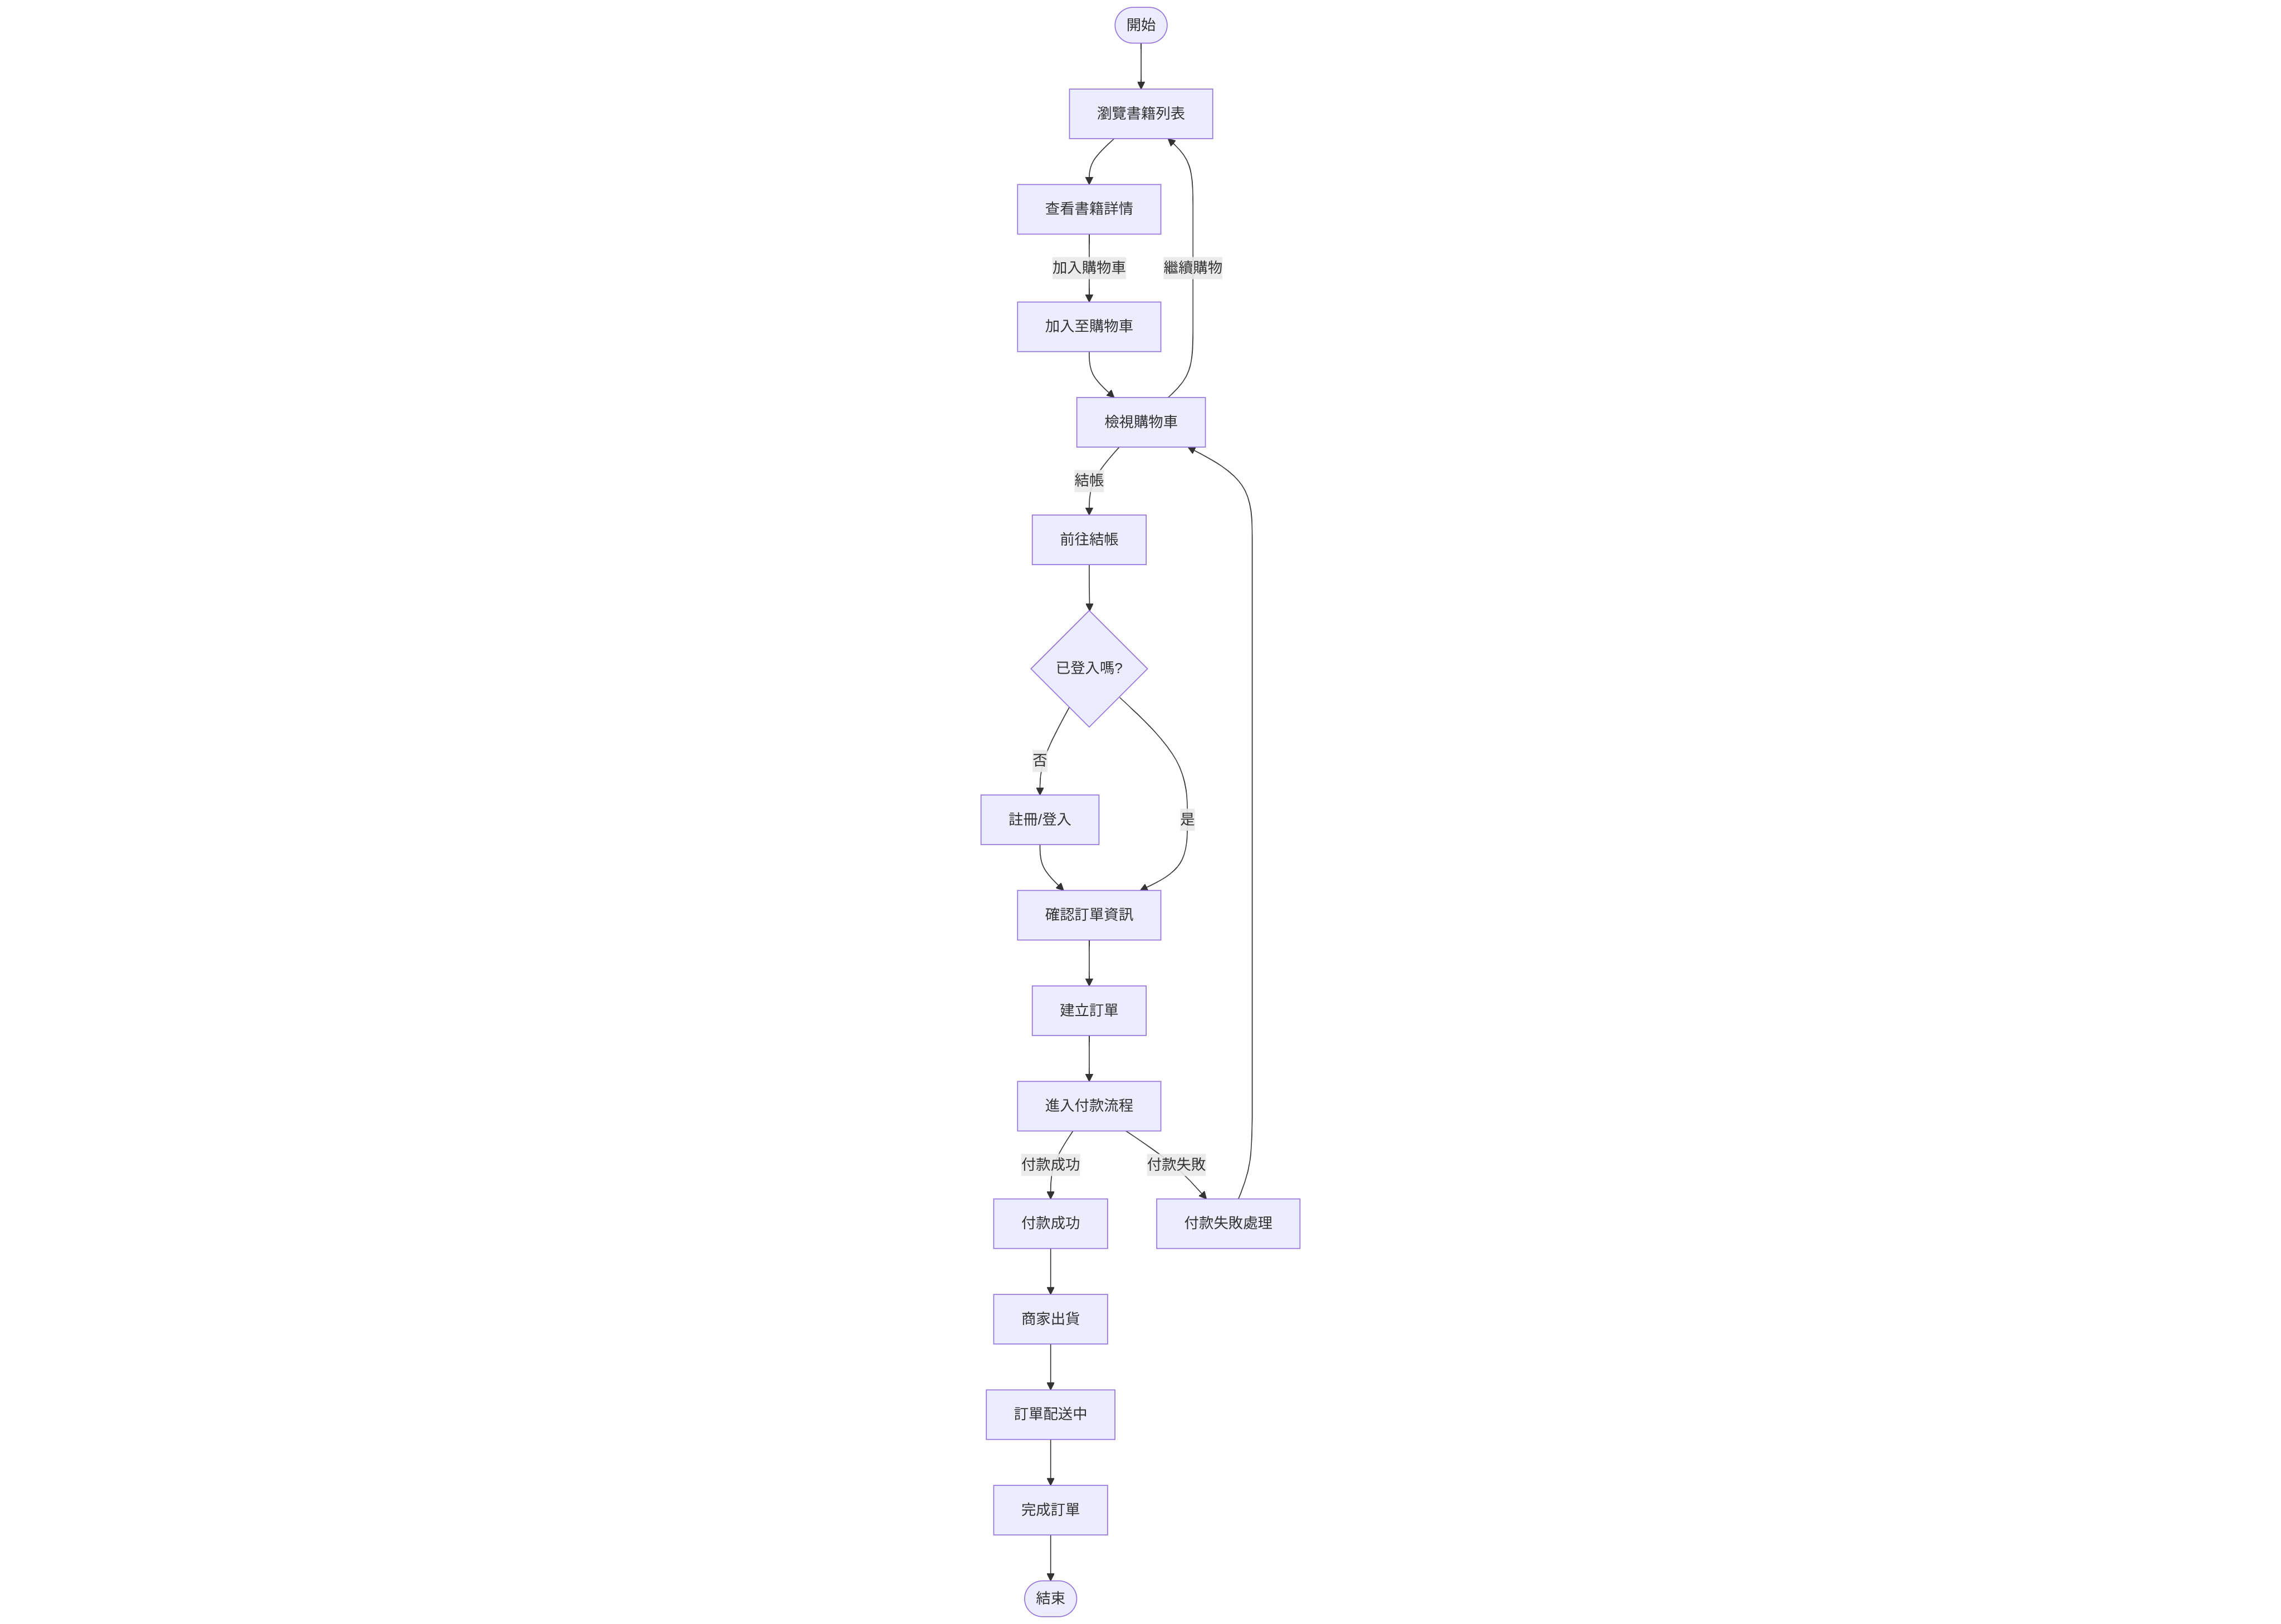 開始
瀏覽書籍列表
查看書籍詳情
加入購物車
繼續購物
加入至購物車
檢視購物車
結帳
前往結帳
已登入嗎?
否
註冊/登入
是
確認訂單資訊
建立訂單
進入付款流程
付款成功
付款失敗
付款成功
付款失敗處理
商家出貨
訂單配送中
完成訂單
結束